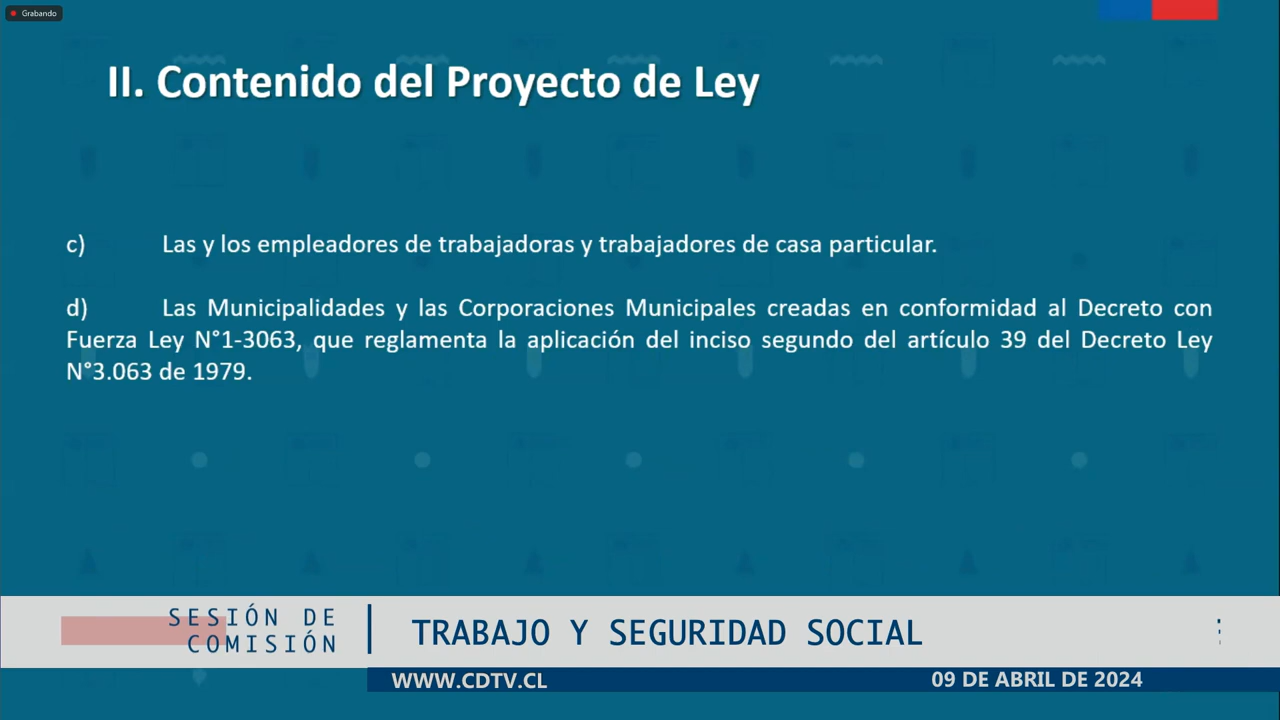 Grabando
II. Contenido del Proyecto de Ley
c) Las y los empleadores de trabajadoras y trabajadores de casa particular.
d) Las Municipalidades y las Corporaciones Municipales creadas en conformidad al Decreto con
Fuerza Ley N°1-3063, que reglamenta la aplicación del inciso segundo del artículo 39 del Decreto Ley
N°3.063 de 1979.
SESIÓN DE
COMISIÓN
TRABAJO Y SEGURIDAD SOCIAL
WWW.CDTV.CL
09 DE ABRIL DE 2024